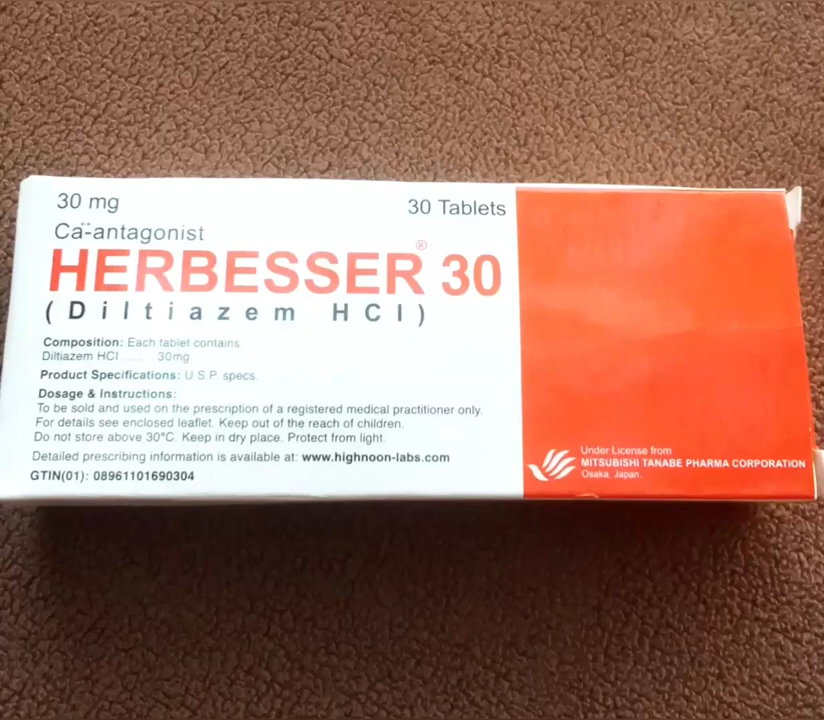 30 mg
30 Tablets
Ca⁺⁺-antagonist
HERBESSER® 30
(Diltiazem HCl)
Composition: Each tablet contains:
Diltiazem HCl ........ 30mg
Product Specifications: U.S.P. specs.
Dosage & Instructions:
To be sold and used on the prescription of a registered medical practitioner only.
For details see enclosed leaflet. Keep out of the reach of children.
Do not store above 30°C. Keep in dry place. Protect from light.
Detailed prescribing information is available at: www.highnoon-labs.com
GTIN(01): 08961101690304
Under License from
MITSUBISHI TANABE PHARMA CORPORATION
Osaka, Japan.